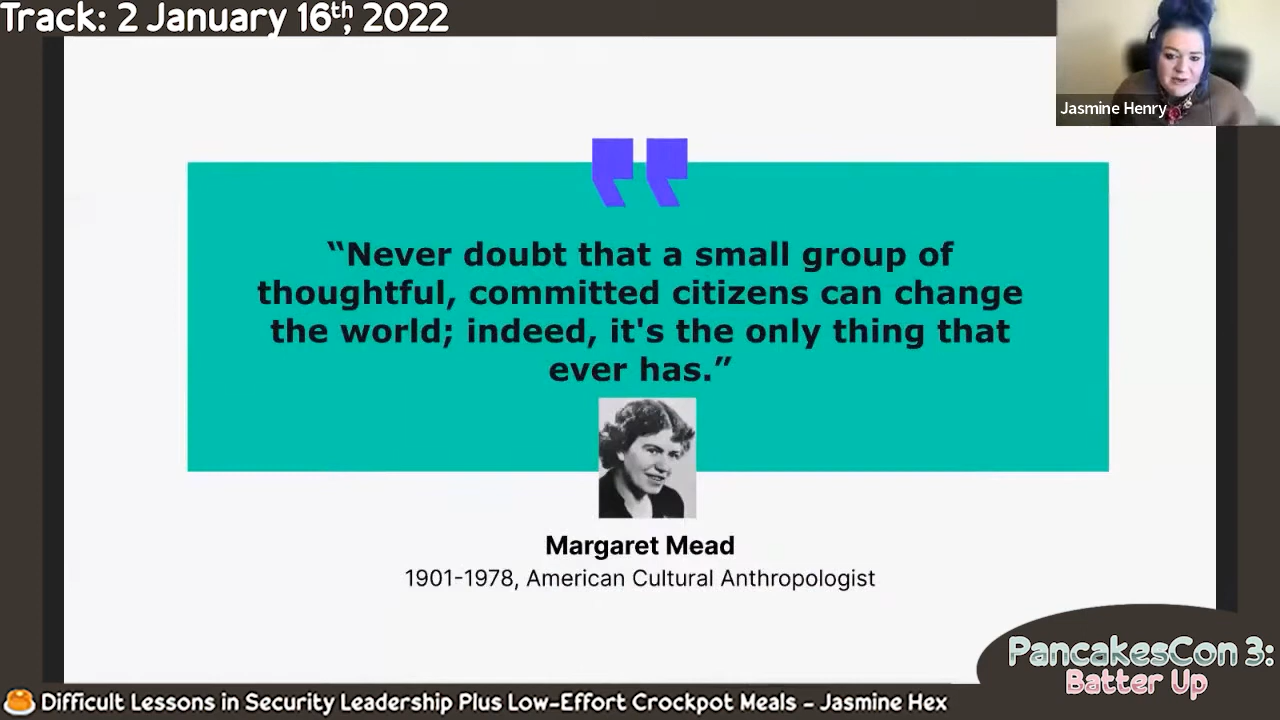 Track: 2 January 16th, 2022
Jasmine Henry
“Never doubt that a small group of
thoughtful, committed citizens can change
the world; indeed, it's the only thing that
ever has.”
Margaret Mead
1901-1978, American Cultural Anthropologist
PancakesCon 3:
Batter Up
Difficult Lessons in Security Leadership Plus Low-Effort Crockpot Meals - Jasmine Hex